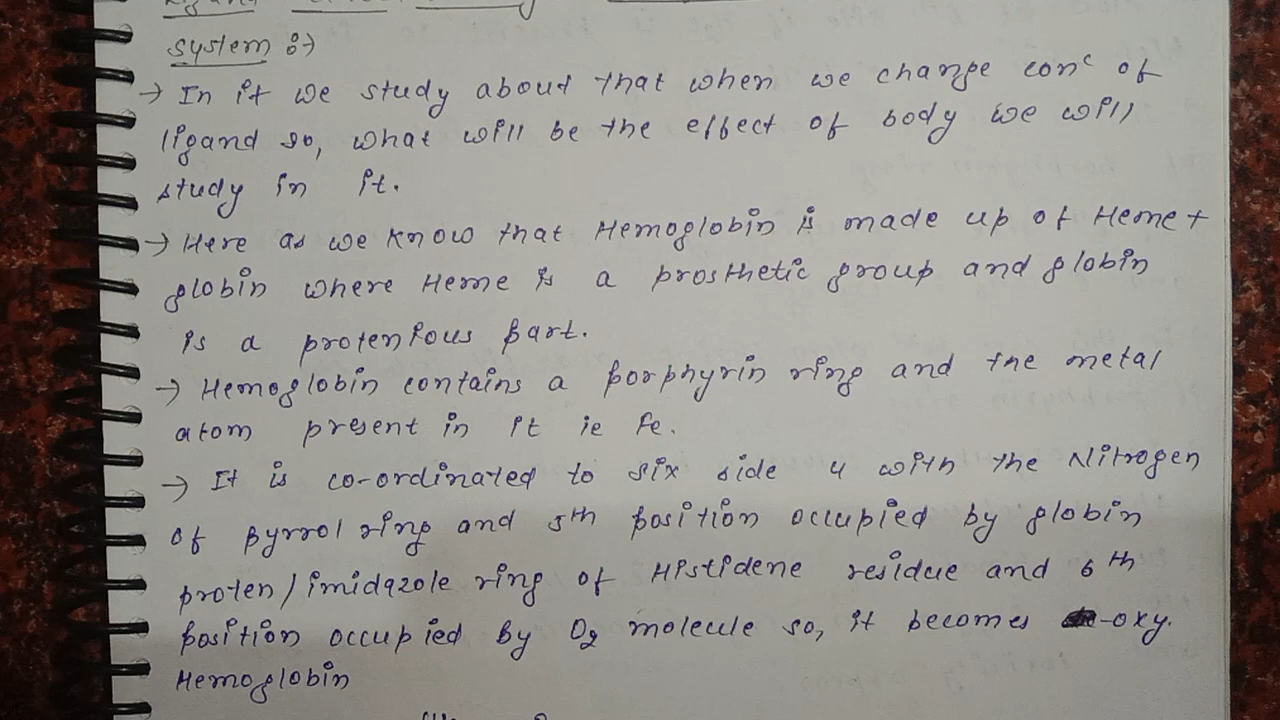 system :→
→ In it we study about that when we change conc of
ligand so, what will be the effect of body we will
study in it.
→ Here as we know that Hemoglobin is made up of Heme +
globin where Heme is a prosthetic group and globin
is a protenious part.
→ Hemoglobin contains a porphyrin ring and the metal
atom present in it ie Fe.
→ It is co-ordinated to six side 4 with the Nitrogen
of pyrrol ring and 5th position occupied by globin
proten/imidazole ring of Histidene residue and 6th
position occupied by O2 molecule so, it becomes -oxy.
Hemoglobin